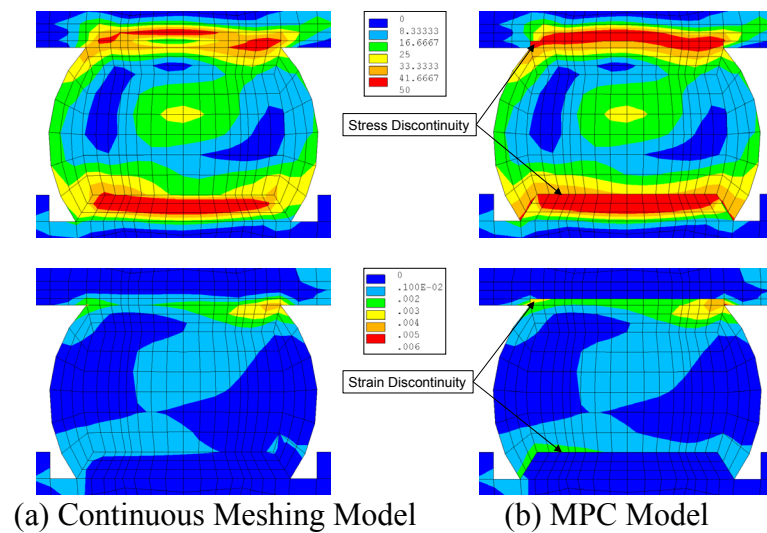 0
8.33333
16.6667
25
33.3333
41.6667
50
Stress Discontinuity
0
.100E-02
.002
.003
.004
.005
.006
Strain Discontinuity
(a) Continuous Meshing Model
(b) MPC Model